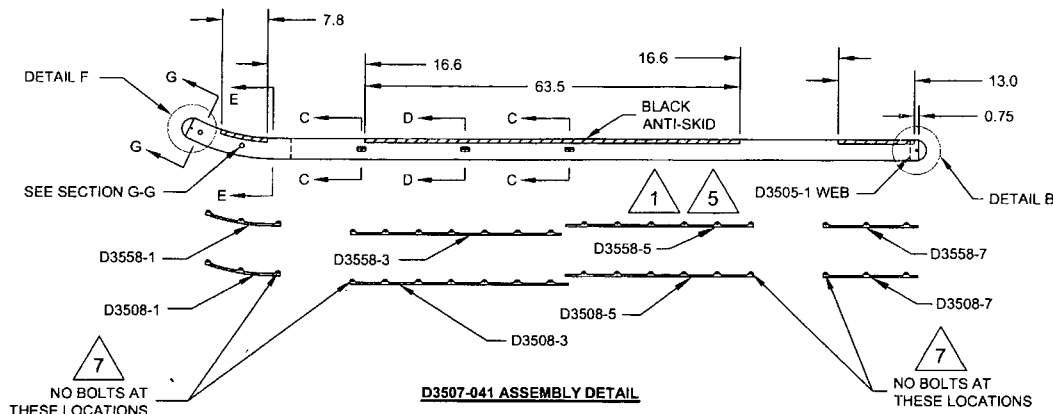 7.8
DETAIL F
G
E
16.6
63.5
16.6
13.0
0.75
BLACK
ANTI-SKID
C
D
C
G
SEE SECTION G-G
E
C
D
C
D3505-1 WEB
DETAIL B
1
5
D3558-1
D3558-3
D3558-5
D3558-7
D3508-1
D3508-3
D3508-5
D3508-7
7
NO BOLTS AT
THESE LOCATIONS
D3507-041 ASSEMBLY DETAIL
7
NO BOLTS AT
THESE LOCATIONS